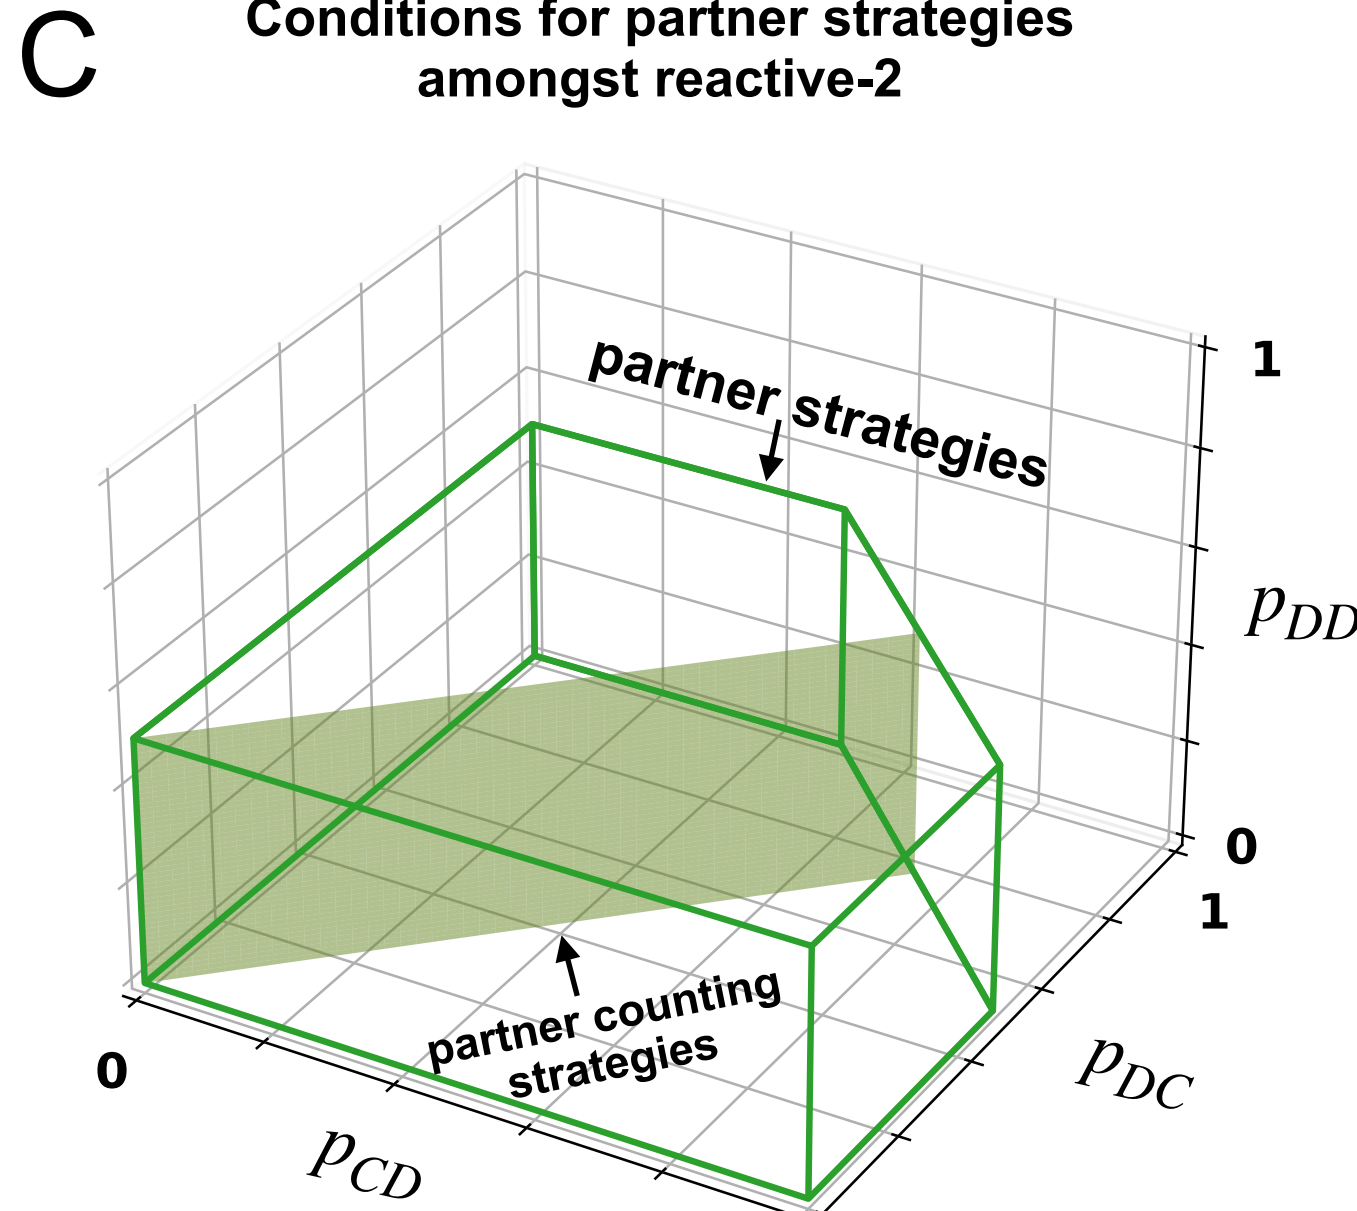 C
Conditions for partner strategies
amongst reactive-2
partner strategies
1
p_DD
0
1
partner counting
strategies
p_DC
0
p_CD